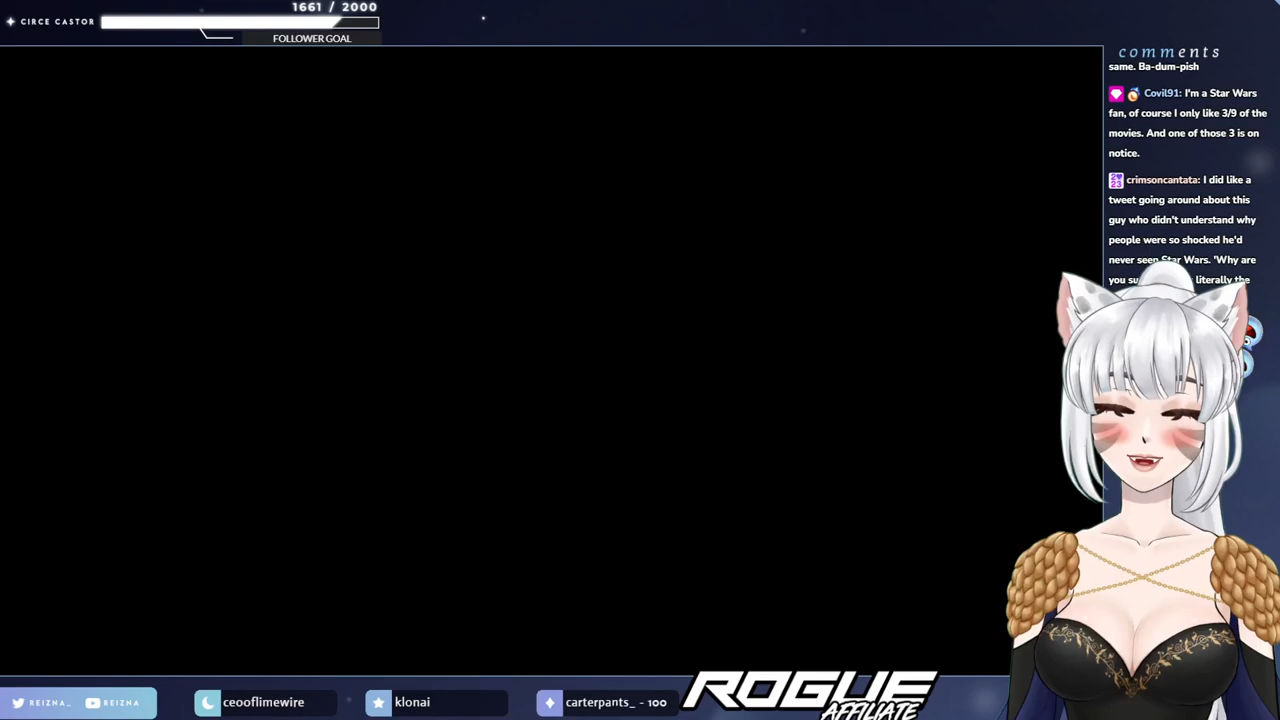 1661 / 2000
CIRCE CASTOR
FOLLOWER GOAL
comments
same. Ba-dum-pish
Covil91: I'm a Star Wars
fan, of course I only like 3/9 of the
movies. And one of those 3 is on
notice.
crimsoncantata: I did like a
tweet going around about this
guy who didn't understand why
people were so shocked he'd
never seen Star Wars. 'Why are
you su literally the
REIZNA_
REIZNA
ceooflimewire
klonai
carterpants_ - 100
ROGUE
AFFILIATE